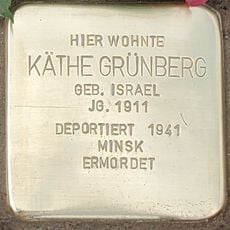 HIER WOHNTE
KÄTHE GRÜNBERG
GEB. ISRAEL
JG. 1911
DEPORTIERT 1941
MINSK
ERMORDET